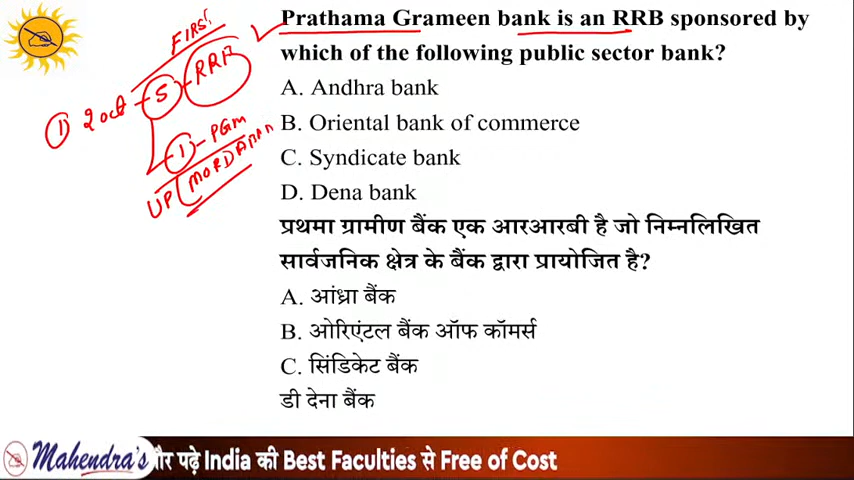 Prathama Grameen bank is an RRB sponsored by
which of the following public sector bank?
A. Andhra bank
B. Oriental bank of commerce
C. Syndicate bank
D. Dena bank
प्रथमा ग्रामीण बैंक एक आरआरबी है जो निम्नलिखित
सार्वजनिक क्षेत्र के बैंक द्वारा प्रायोजित है?
A. आंध्रा बैंक
B. ओरिएंटल बैंक ऑफ कॉमर्स
C. सिंडिकेट बैंक
डी देना बैंक
FIRST
1 2 oct - 5 - RRB
1 - PGM
UP (MORDABAD
Mahendra's और पढ़े India की Best Faculties से Free of Cost